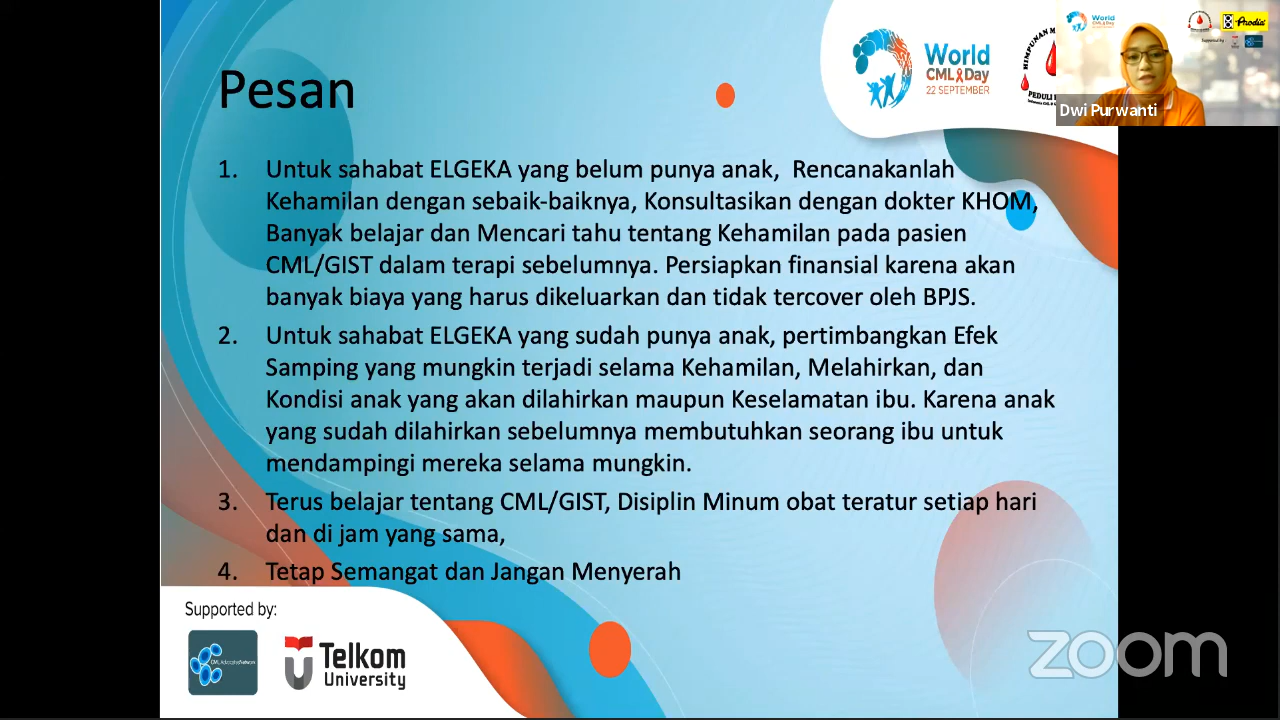 Pesan
1. Untuk sahabat ELGEKA yang belum punya anak, Rencanakanlah
Kehamilan dengan sebaik-baiknya, Konsultasikan dengan dokter KHOM,
Banyak belajar dan Mencari tahu tentang Kehamilan pada pasien
CML/GIST dalam terapi sebelumnya. Persiapkan finansial karena akan
banyak biaya yang harus dikeluarkan dan tidak tercover oleh BPJS.
2. Untuk sahabat ELGEKA yang sudah punya anak, pertimbangkan Efek
Samping yang mungkin terjadi selama Kehamilan, Melahirkan, dan
Kondisi anak yang akan dilahirkan maupun Keselamatan ibu. Karena anak
yang sudah dilahirkan sebelumnya membutuhkan seorang ibu untuk
mendampingi mereka selama mungkin.
3. Terus belajar tentang CML/GIST, Disiplin Minum obat teratur setiap hari
dan di jam yang sama,
4. Tetap Semangat dan Jangan Menyerah
World
CML Day
22 SEPTEMBER
PEDULI
World
Prodia
Dwi Purwanti
Supported by:
Telkom
University
zoom